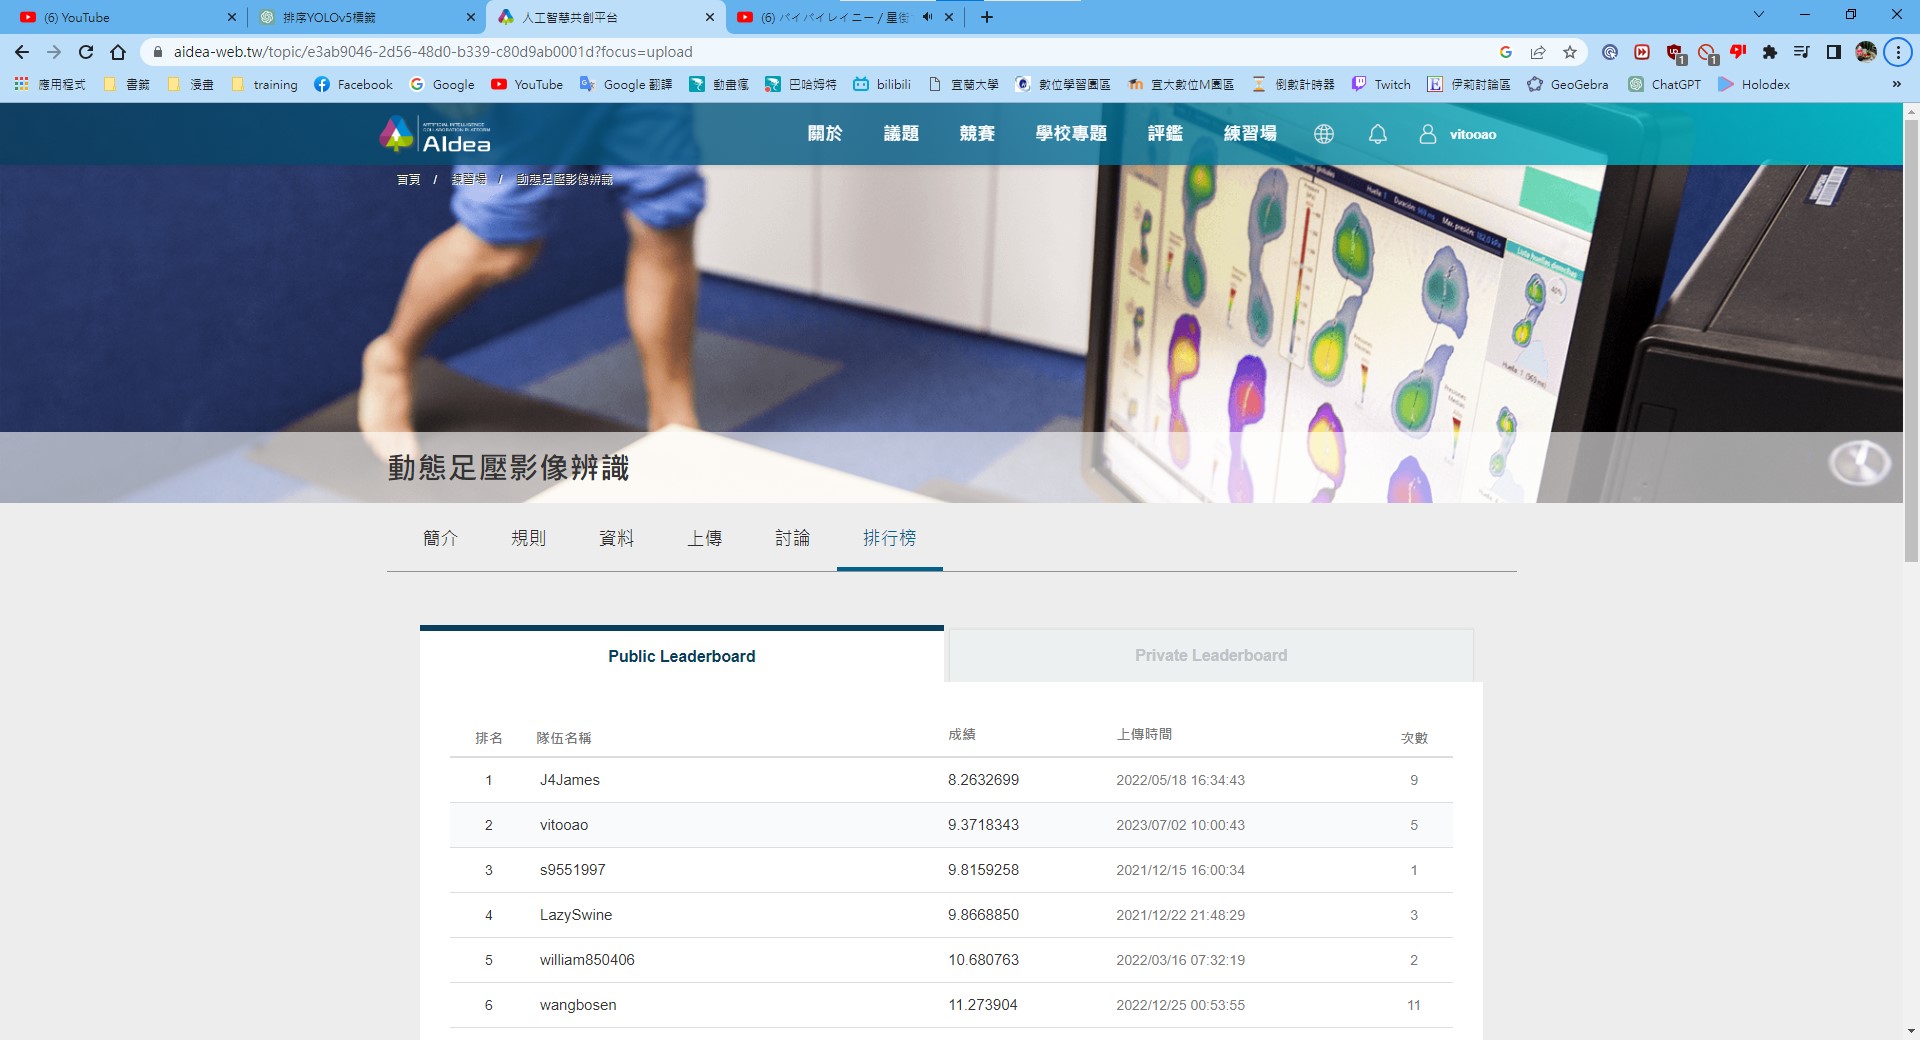 (6) YouTube
排序YOLOv5標籤
人工智慧共創平台
(6) バイバイレイニー / 星街
aidea-web.tw/topic/e3ab9046-2d56-48d0-b339-c80d9ab0001d?focus=upload
應用程式 書籤 漫畫 training Facebook Google YouTube Google 翻譯 動畫瘋 巴哈姆特 bilibili 宜蘭大學 數位學習園區 宜大數位M園區 倒數計時器 Twitch 伊莉討論區 GeoGebra ChatGPT Holodex »
ARTIFICIAL INTELLIGENCE
COLLABORATION PLATFORM
AIdea
關於 議題 競賽 學校專題 評鑑 練習場 vitooao
首頁 / 練習場 / 動態足壓影像辨識
動態足壓影像辨識
簡介 規則 資料 上傳 討論 排行榜
Public Leaderboard Private Leaderboard
排名 隊伍名稱 成績 上傳時間 次數
1 J4James 8.2632699 2022/05/18 16:34:43 9
2 vitooao 9.3718343 2023/07/02 10:00:43 5
3 s9551997 9.8159258 2021/12/15 16:00:34 1
4 LazySwine 9.8668850 2021/12/22 21:48:29 3
5 william850406 10.680763 2022/03/16 07:32:19 2
6 wangbosen 11.273904 2022/12/25 00:53:55 11